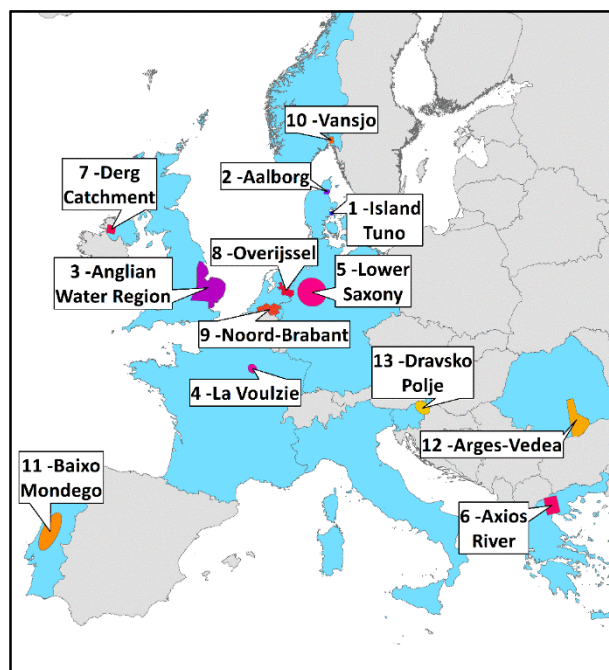 10 -Vansjo
7 -Derg
Catchment
2 -Aalborg
1 -Island
Tuno
8 -Overijssel
3 -Anglian
Water Region
5 -Lower
Saxony
9 -Noord-Brabant
4 -La Voulzie
13 -Dravsko
Polje
12 -Arges-Vedea
11 -Baixo
Mondego
6 -Axios
River